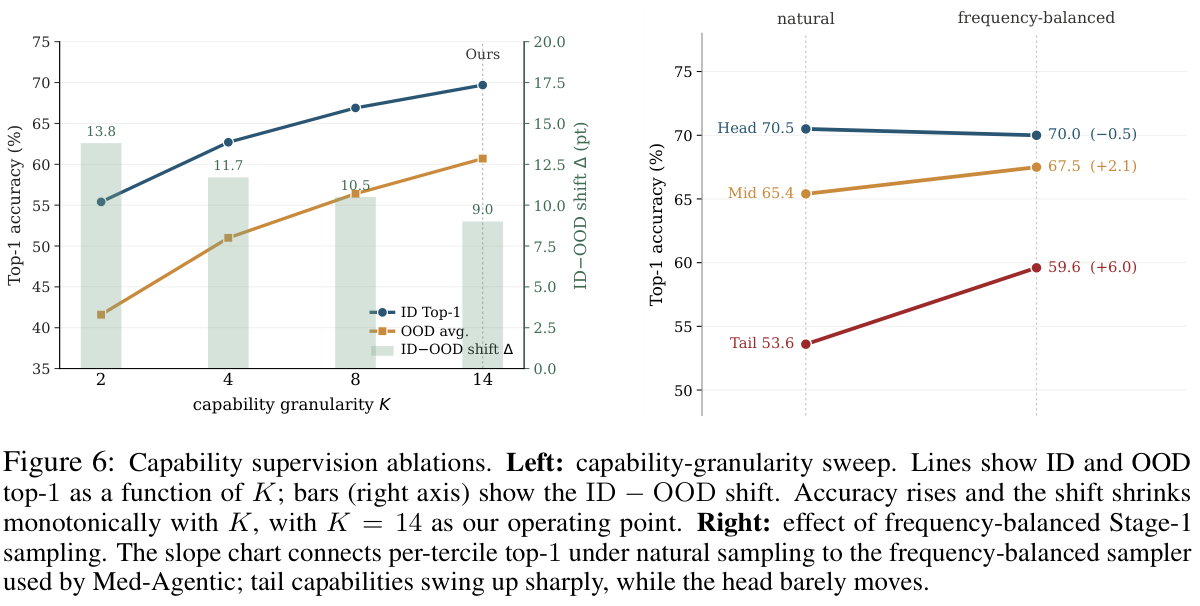 natural
frequency-balanced
75
70
65
60
55
50
45
40
35
Top-1 accuracy (%)
20.0
17.5
15.0
12.5
10.0
7.5
5.0
2.5
0.0
ID−OOD shift Δ (pt)
Ours
13.8
11.7
10.5
9.0
ID Top-1
OOD avg.
ID−OOD shift Δ
2
4
8
14
capability granularity K
75
70
65
60
55
50
Top-1 accuracy (%)
Head 70.5
70.0 (−0.5)
Mid 65.4
67.5 (+2.1)
Tail 53.6
59.6 (+6.0)
Figure 6: Capability supervision ablations. Left: capability-granularity sweep. Lines show ID and OOD
top-1 as a function of K; bars (right axis) show the ID − OOD shift. Accuracy rises and the shift shrinks
monotonically with K, with K = 14 as our operating point. Right: effect of frequency-balanced Stage-1
sampling. The slope chart connects per-tercile top-1 under natural sampling to the frequency-balanced sampler
used by Med-Agentic; tail capabilities swing up sharply, while the head barely moves.